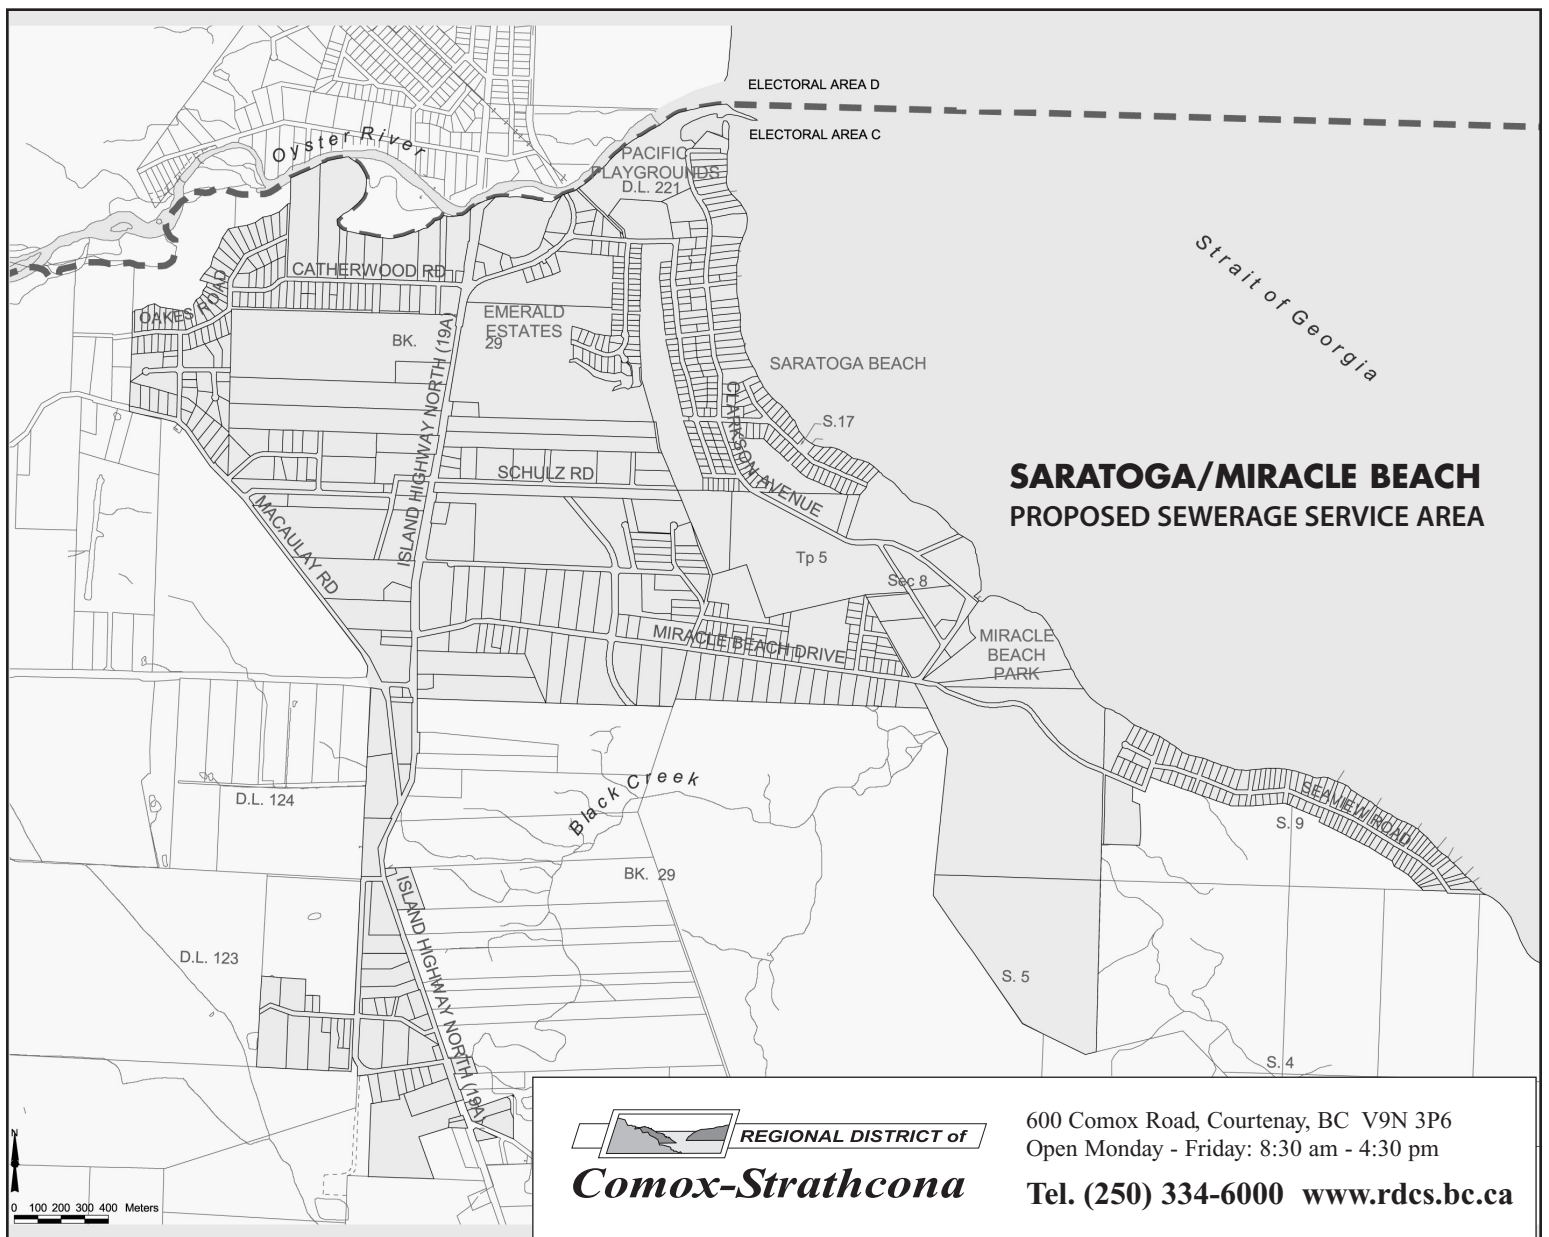 ELECTORAL AREA D
ELECTORAL AREA C
Oyster River
PACIFIC
PLAYGROUNDS
D.L. 221
CATHERWOOD RD
OAKES ROAD
EMERALD
ESTATES
BK.
29
ISLAND HIGHWAY NORTH (19A)
SARATOGA BEACH
Strait of Georgia
CLARKSON AVENUE
S.17
SCHULZ RD
SARATOGA/MIRACLE BEACH
PROPOSED SEWERAGE SERVICE AREA
MACAULAY RD
Tp 5
Sec 8
MIRACLE BEACH DRIVE
MIRACLE
BEACH
PARK
D.L. 124
Black Creek
SEAVIEW ROAD
S. 9
BK. 29
ISLAND HIGHWAY NORTH (19A)
D.L. 123
S. 5
S. 4
N
0 100 200 300 400 Meters
REGIONAL DISTRICT of
Comox-Strathcona
600 Comox Road, Courtenay, BC V9N 3P6
Open Monday - Friday: 8:30 am - 4:30 pm
Tel. (250) 334-6000 www.rdcs.bc.ca